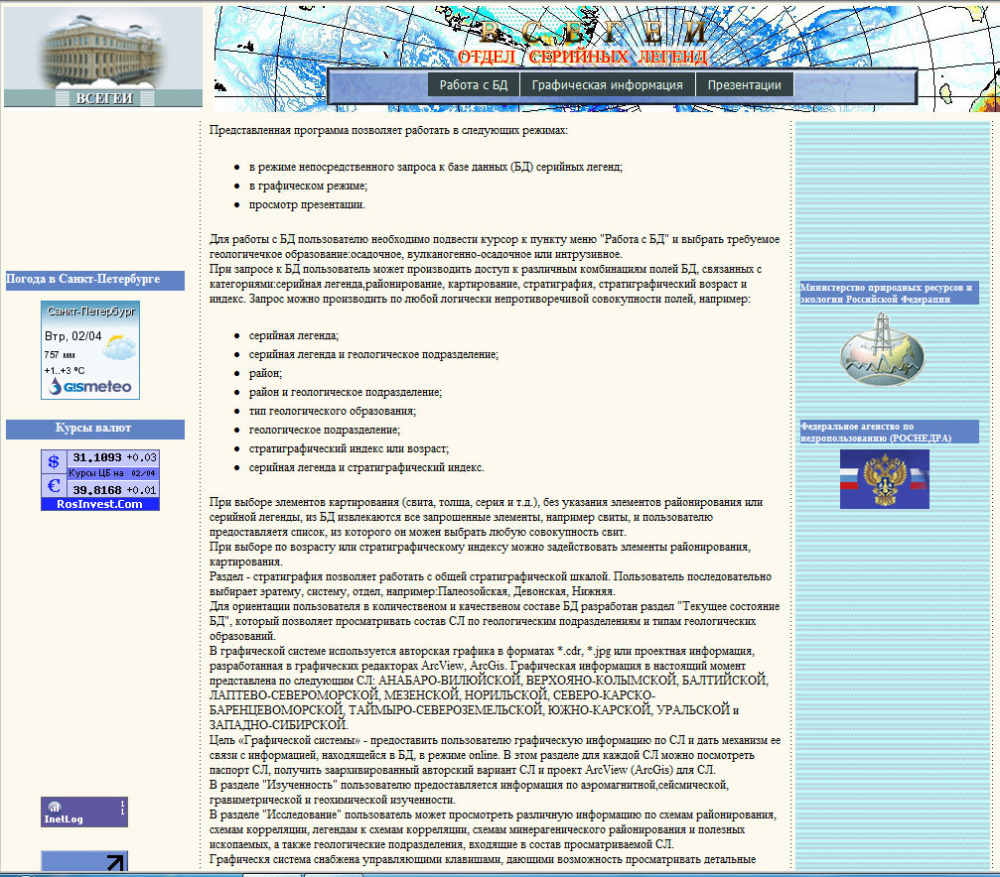 ВСЕГЕИ
ОТДЕЛ СЕРИЙНЫХ ЛЕГЕНД
Работа с БД
Графическая информация
Презентации
ВСЕГЕИ
Погода в Санкт-Петербурге
Санкт-Петербург
Втр, 02/04
757 мм
+1..+3 °C
GISmeteo
Курсы валют
$ 31.1093 +0.03
Курсы ЦБ на 02/04
€ 39.8168 +0.01
RosInvest.Com
InetLog
1
1
Представленная программа позволяет работать в следующих режимах:
● в режиме непосредственного запроса к базе данных (БД) серийных легенд;
● в графическом режиме;
● просмотр презентации.
Для работы с БД пользователю необходимо подвести курсор к пункту меню "Работа с БД" и выбрать требуемое
геологичечкое образование:осадочное, вулканогенно-осадочное или интрузивное.
При запросе к БД пользователь может производить доступ к различным комбинациям полей БД, связанных с
категориями:серийная легенда,районирование, картирование, стратиграфия, стратиграфический возраст и
индекс. Запрос можно производить по любой логически непротиворечивой совокупности полей, например:
● серийная легенда;
● серийная легенда и геологическое подразделение;
● район;
● район и геологическое подразделение;
● тип геологического образования;
● геологическое подразделение;
● стратиграфический индекс или возраст;
● серийная легенда и стратиграфический индекс.
При выборе элементов картирования (свита, толща, серия и т.д.), без указания элементов районирования или
серийной легенды, из БД извлекаются все запрошенные элементы, например свиты, и пользователю
предоставляетя список, из которого он можен выбрать любую совокупность свит.
При выборе по возрасту или стратиграфическому индексу можно задействовать элементы районирования,
картирования.
Раздел - стратиграфия позволяет работать с общей стратиграфической шкалой. Пользователь последовательно
выбирает эратему, систему, отдел, например:Палеозойская, Девонская, Нижняя.
Для ориентации пользователя в количественом и качественом составе БД разработан раздел "Текущее состояние
БД", который позволяет просматривать состав СЛ по геологическим подразделениям и типам геологических
образований.
В графической системе используется авторская графика в форматах *.cdr, *.jpg или проектная информация,
разработанная в графических редакторах ArcView, ArcGis. Графическая информация в настоящий момент
представлена по следующим СЛ: АНАБАРО-ВИЛЮЙСКОЙ, ВЕРХОЯНО-КОЛЫМСКОЙ, БАЛТИЙСКОЙ,
ЛАПТЕВО-СЕВЕРОМОРСКОЙ, МЕЗЕНСКОЙ, НОРИЛЬСКОЙ, СЕВЕРО-КАРСКО-
БАРЕНЦЕВОМОРСКОЙ, ТАЙМЫРО-СЕВЕРОЗЕМЕЛЬСКОЙ, ЮЖНО-КАРСКОЙ, УРАЛЬСКОЙ и
ЗАПАДНО-СИБИРСКОЙ.
Цель «Графической системы» - предоставить пользователю графическую информацию по СЛ и дать механизм ее
связи с информацией, находящейся в БД, в режиме online. В этом разделе для каждой СЛ можно посмотреть
паспорт СЛ, получить заархивированный авторский вариант СЛ и проект ArcView (ArcGis) для СЛ.
В разделе "Изученность" пользователю предоставляется информация по аэромагнитной,сейсмической,
гравиметрической и геохимической изученности.
В разделе "Исследование" пользователь может просмотреть различную информацию по схемам районирования,
схемам корреляции, легендам к схемам корреляции, схемам минерагенического районирования и полезных
ископаемых, а также геологические подразделения, входящие в состав просматриваемой СЛ.
Графическя система снабжена управляющими клавишами, дающими возможность просматривать детальные
Министерство природных ресурсов и
экологии Российской Федерации
Федеральное агенство по
недропользованию (РОСНЕДРА)